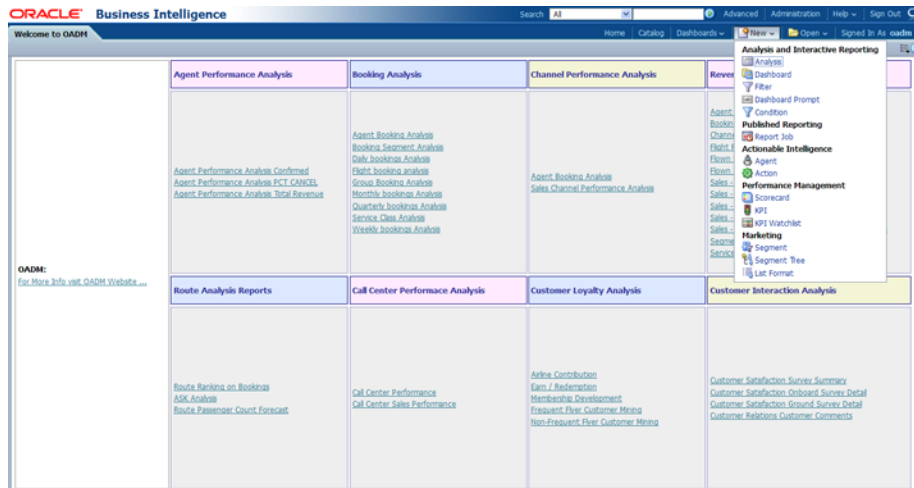 ORACLE Business Intelligence
Search All Advanced Administration Help Sign Out
Welcome to OADM
Home Catalog Dashboards New Open Signed In As oadm
Analysis and Interactive Reporting
Analysis
Dashboard
Filter
Dashboard Prompt
Condition
Published Reporting
Report Job
Actionable Intelligence
Agent
Action
Performance Management
Scorecard
KPI
KPI Watchlist
Marketing
Segment
Segment Tree
List Format
OADM:
For More Info visit OADM Website ...
Agent Performance Analysis
Agent Performance Analysis Confirmed
Agent Performance Analysis PCT CANCEL
Agent Performance Analysis Total Revenue
Booking Analysis
Agent Booking Analysis
Booking Segment Analysis
Daily bookings Analysis
Flight booking analysis
Group Booking Analysis
Monthly bookings Analysis
Quarterly bookings Analysis
Service Class Analysis
Weekly bookings Analysis
Channel Performance Analysis
Agent Booking Analysis
Sales Channel Performance Analysis
Agent
Flown
Sales -
Sales -
Sales -
Sales -
Service
Route Analysis Reports
Route Ranking on Bookings
ASK Analysis
Route Passenger Count Forecast
Call Center Performace Analysis
Call Center Performance
Call Center Sales Performance
Customer Loyalty Analysis
Airline Contribution
Earn / Redemption
Membership Development
Frequent Flyer Customer Mining
Non-Frequent Flyer Customer Mining
Customer Interaction Analysis
Customer Satisfaction Survey Summary
Customer Satisfaction Onboard Survey Detail
Customer Satisfaction Ground Survey Detail
Customer Relations Customer Comments